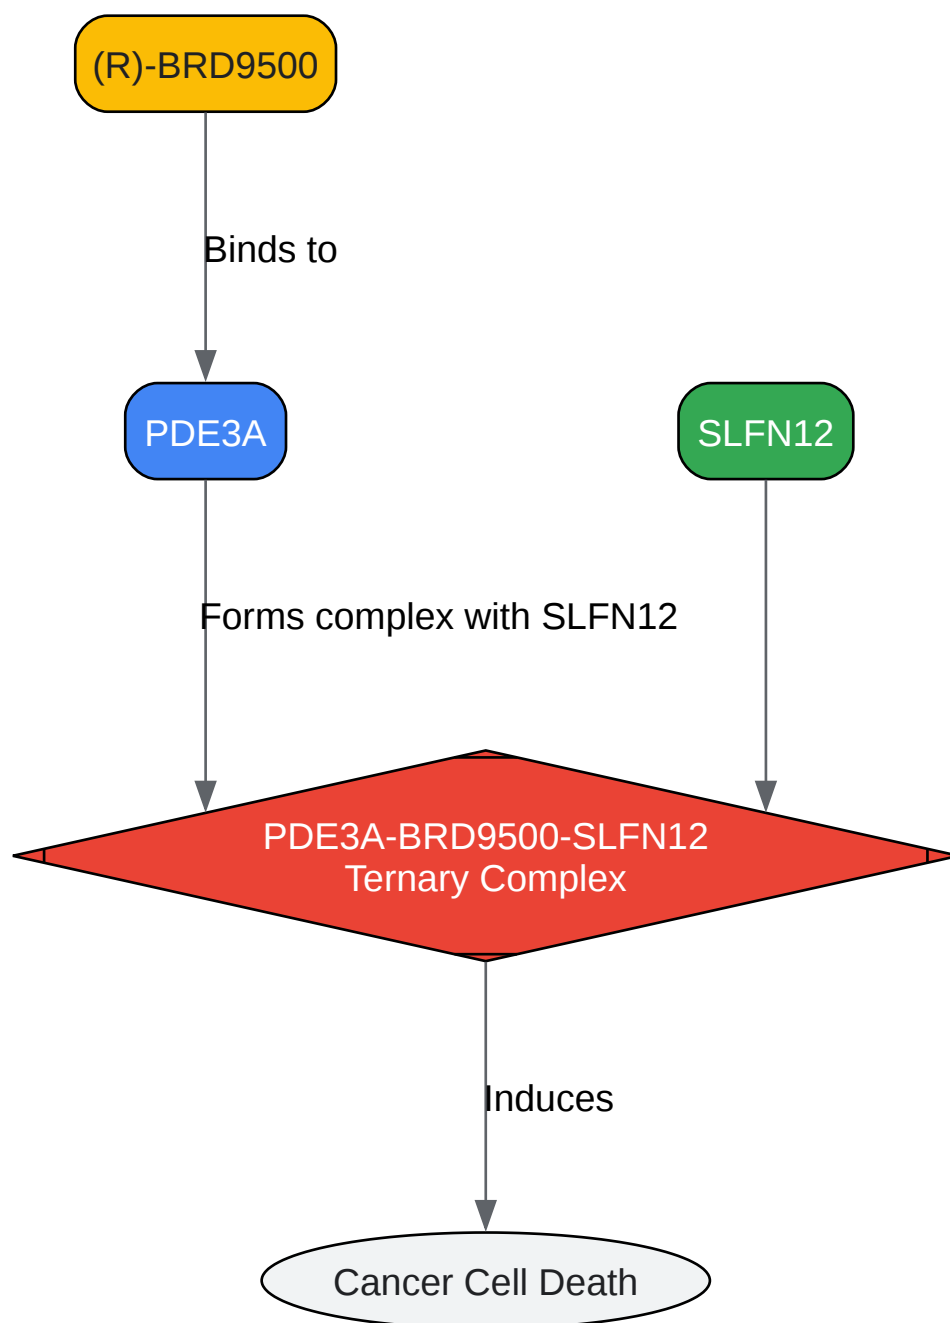 (R)-BRD9500
Binds to
PDE3A
SLFN12
Forms complex with SLFN12
PDE3A-BRD9500-SLFN12
Ternary Complex
Induces
Cancer Cell Death